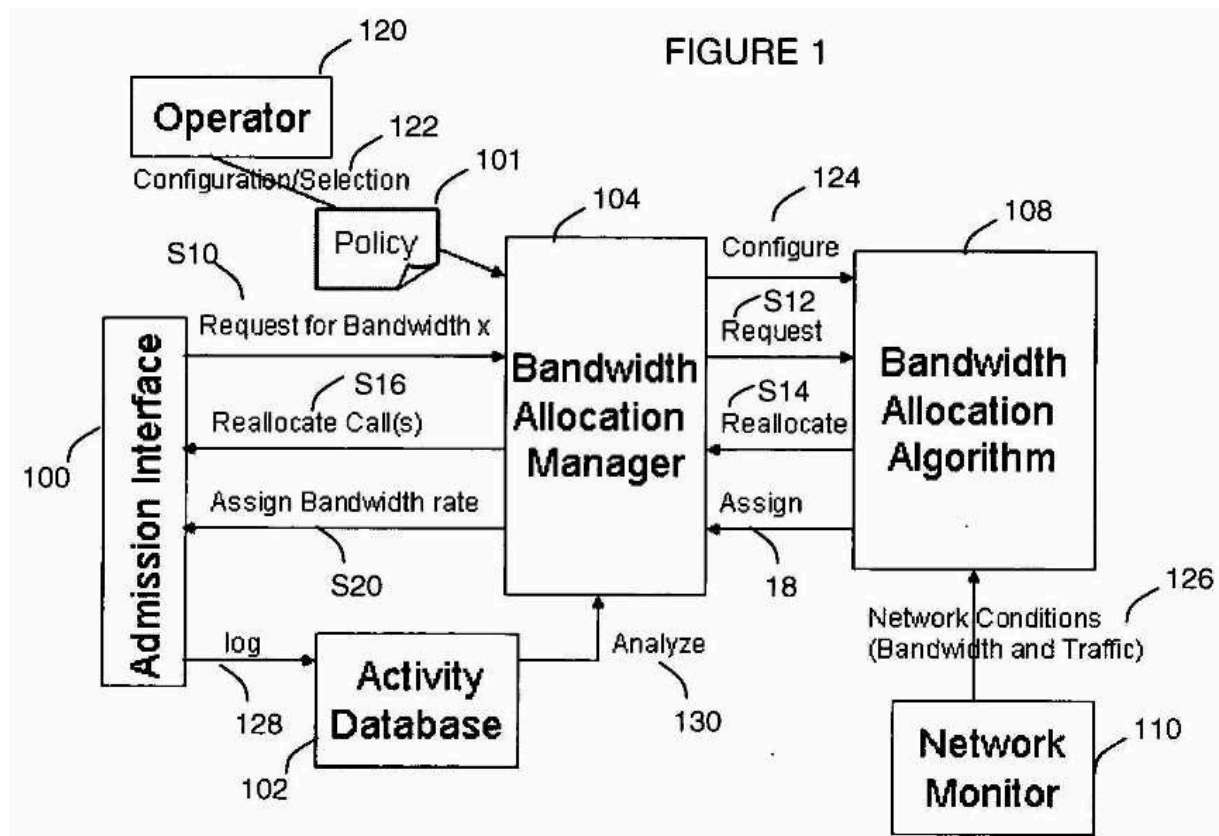 FIGURE 1
120
Operator
122
Configuration/Selection
101
Policy
104
124
Configure
108
S10
Request for Bandwidth x
S12
Request
S16
Reallocate Call(s)
S14
Reallocate
100
Admission Interface
Bandwidth
Allocation
Manager
Bandwidth
Allocation
Algorithm
Assign Bandwidth rate
S20
Assign
18
126
Network Conditions
(Bandwidth and Traffic)
log
128
Activity
Database
102
Analyze
130
Network
Monitor
110